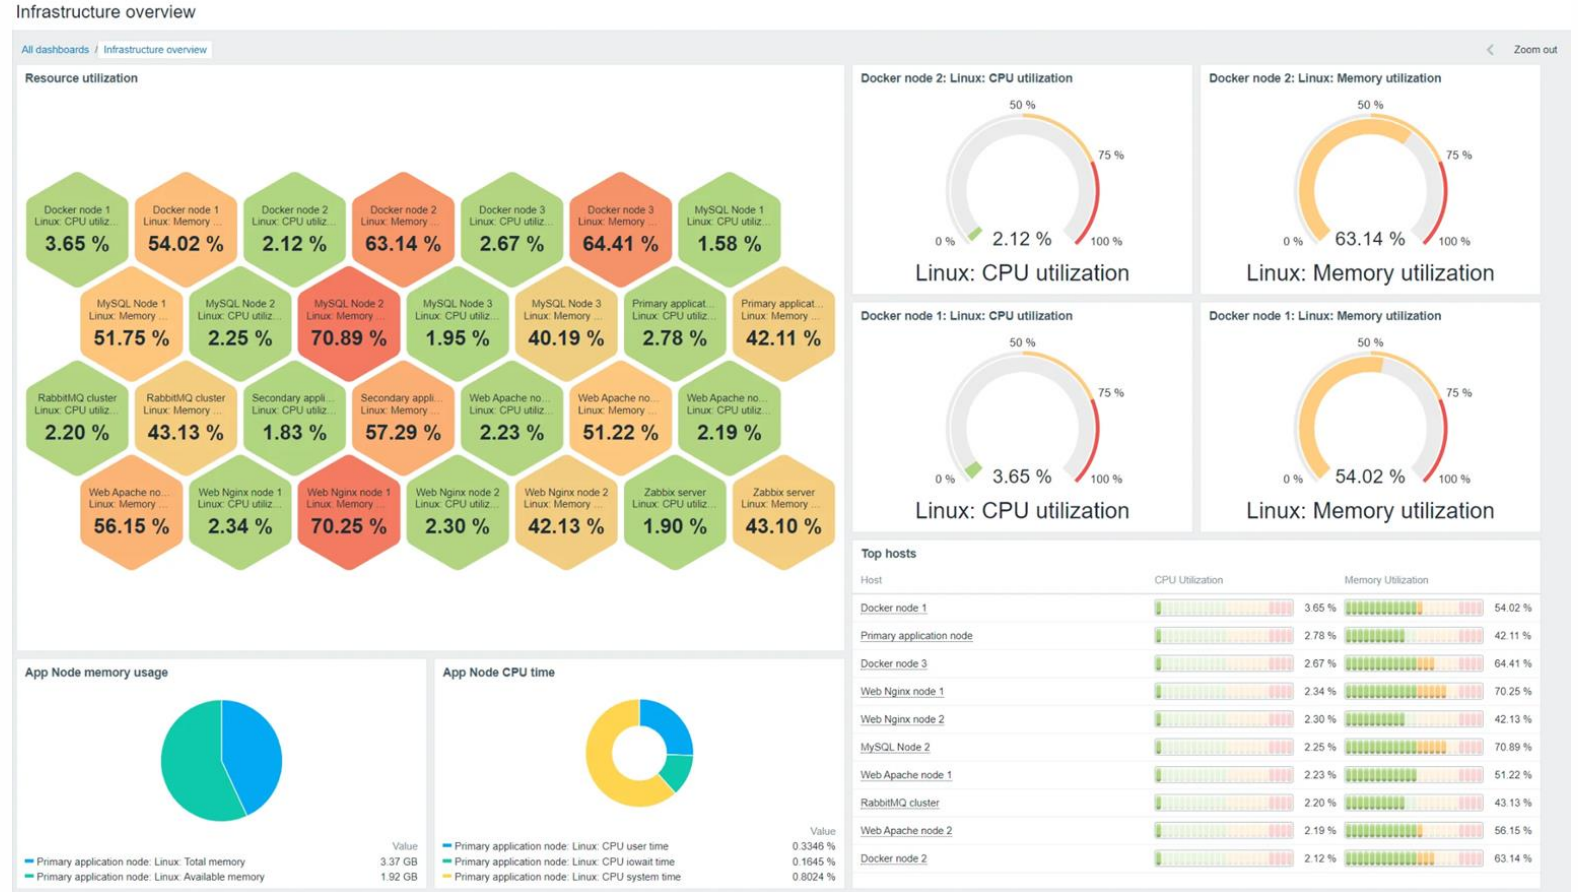 Infrastructure overview
All dashboards / Infrastructure overview
Zoom out
Resource utilization
Docker node 1
Linux: CPU utiliz...
3.65 %
Docker node 1
Linux: Memory ...
54.02 %
Docker node 2
Linux: CPU utiliz...
2.12 %
Docker node 2
Linux: Memory ...
63.14 %
Docker node 3
Linux: CPU utiliz...
2.67 %
Docker node 3
Linux: Memory ...
64.41 %
MySQL Node 1
Linux: CPU utiliz...
1.58 %
MySQL Node 1
Linux: Memory ...
51.75 %
MySQL Node 2
Linux: CPU utiliz...
2.25 %
MySQL Node 2
Linux: Memory ...
70.89 %
MySQL Node 3
Linux: CPU utiliz...
1.95 %
MySQL Node 3
Linux: Memory ...
40.19 %
Primary applicat...
Linux: CPU utiliz...
2.78 %
Primary applicat...
Linux: Memory ...
42.11 %
RabbitMQ cluster
Linux: CPU utiliz...
2.20 %
RabbitMQ cluster
Linux: Memory ...
43.13 %
Secondary appli...
Linux: CPU utiliz...
1.83 %
Secondary appli...
Linux: Memory ...
57.29 %
Web Apache no...
Linux: CPU utiliz...
2.23 %
Web Apache no...
Linux: Memory ...
51.22 %
Web Apache no...
Linux: CPU utiliz...
2.19 %
Web Apache no...
Linux: Memory ...
56.15 %
Web Nginx node 1
Linux: CPU utiliz...
2.34 %
Web Nginx node 1
Linux: Memory ...
70.25 %
Web Nginx node 2
Linux: CPU utiliz...
2.30 %
Web Nginx node 2
Linux: Memory ...
42.13 %
Zabbix server
Linux: CPU utiliz...
1.90 %
Zabbix server
Linux: Memory ...
43.10 %
Docker node 2: Linux: CPU utilization
50 %
75 %
0 %
2.12 %
100 %
Linux: CPU utilization
Docker node 2: Linux: Memory utilization
50 %
75 %
0 %
63.14 %
100 %
Linux: Memory utilization
Docker node 1: Linux: CPU utilization
50 %
75 %
0 %
3.65 %
100 %
Linux: CPU utilization
Docker node 1: Linux: Memory utilization
50 %
75 %
0 %
54.02 %
100 %
Linux: Memory utilization
App Node memory usage
Value
Primary application node: Linux: Total memory 3.37 GB
Primary application node: Linux: Available memory 1.92 GB
App Node CPU time
Value
Primary application node: Linux: CPU user time 0.3346 %
Primary application node: Linux: CPU iowait time 0.1645 %
Primary application node: Linux: CPU system time 0.8024 %
Top hosts
Host CPU Utilization Memory Utilization
Docker node 1 3.65 % 54.02 %
Primary application node 2.78 % 42.11 %
Docker node 3 2.67 % 64.41 %
Web Nginx node 1 2.34 % 70.25 %
Web Nginx node 2 2.30 % 42.13 %
MySQL Node 2 2.25 % 70.89 %
Web Apache node 1 2.23 % 51.22 %
RabbitMQ cluster 2.20 % 43.13 %
Web Apache node 2 2.19 % 56.15 %
Docker node 2 2.12 % 63.14 %